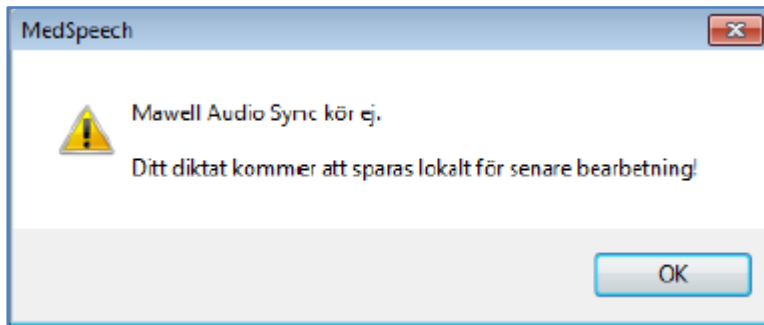 MedSpeech
Mawell Audio Sync kör ej.
Ditt diktat kommer att sparas lokalt för senare bearbetning!
OK